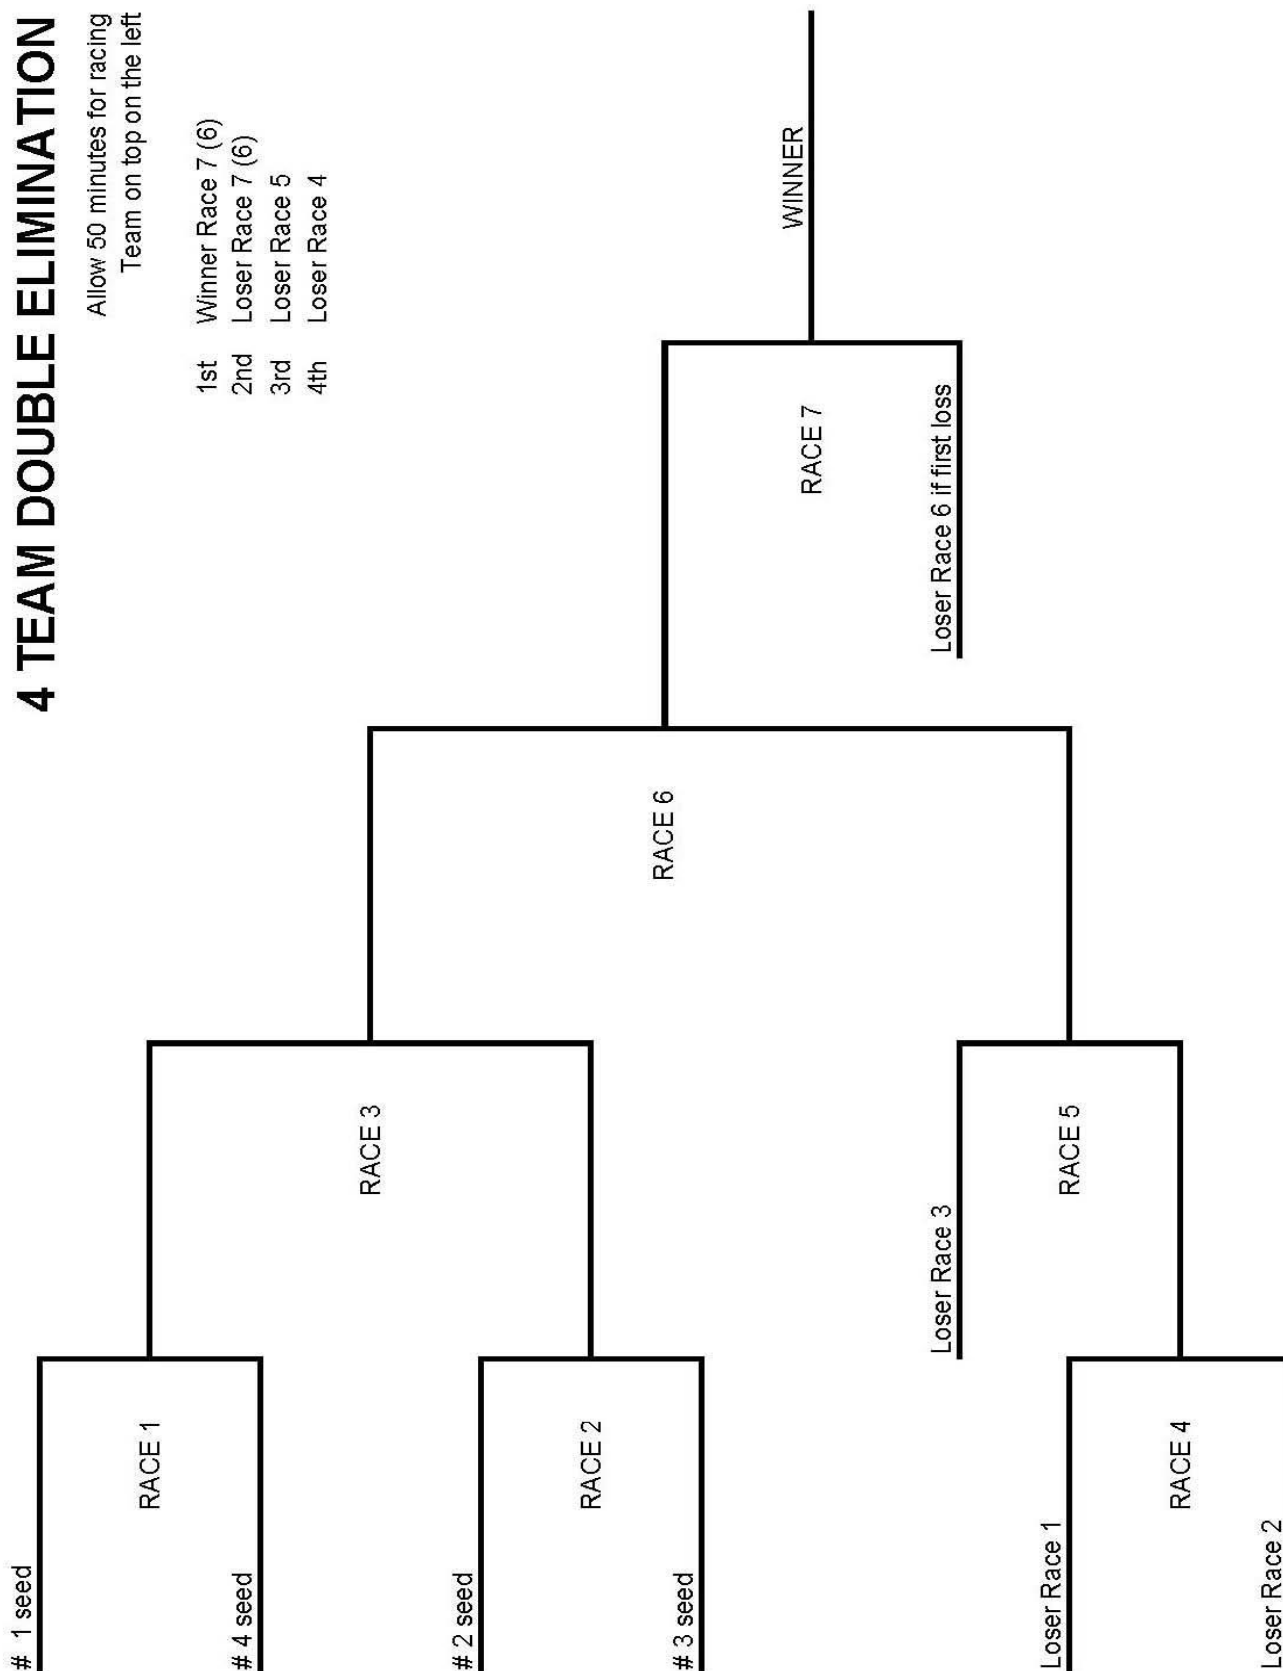 4 TEAM DOUBLE ELIMINATION
Allow 50 minutes for racing
Team on top on the left
1st Winner Race 7 (6)
2nd Loser Race 7 (6)
3rd Loser Race 5
4th Loser Race 4
# 1 seed
RACE 1
# 4 seed
RACE 3
# 2 seed
RACE 2
# 3 seed
RACE 6
WINNER
RACE 7
Loser Race 6 if first loss
Loser Race 3
RACE 5
Loser Race 1
RACE 4
Loser Race 2